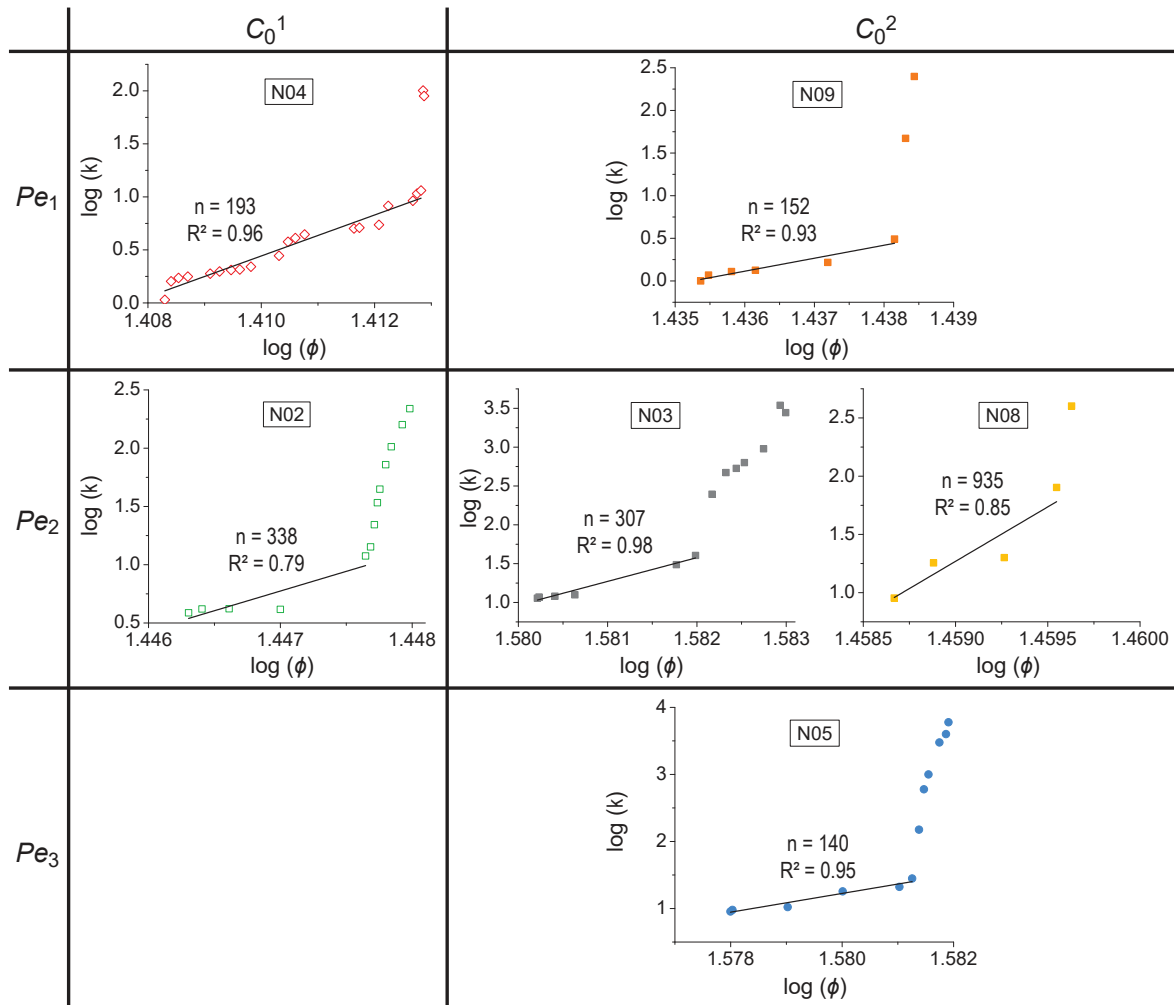 C₀¹
C₀²
Pe₁
N04
log (k)
2.0
1.5
1.0
0.5
0.0
n = 193
R² = 0.96
1.408
1.410
1.412
log (ϕ)
N09
log (k)
2.5
2.0
1.5
1.0
0.5
0.0
n = 152
R² = 0.93
1.435
1.436
1.437
1.438
1.439
log (ϕ)
Pe₂
N02
log (k)
2.5
2.0
1.5
1.0
0.5
n = 338
R² = 0.79
1.446
1.447
1.448
log (ϕ)
N03
log (k)
3.5
3.0
2.5
2.0
1.5
1.0
n = 307
R² = 0.98
1.580
1.581
1.582
1.583
log (ϕ)
N08
2.5
2.0
1.5
1.0
n = 935
R² = 0.85
1.4585
1.4590
1.4595
1.4600
log (ϕ)
Pe₃
N05
log (k)
4
3
2
1
n = 140
R² = 0.95
1.578
1.580
1.582
log (ϕ)